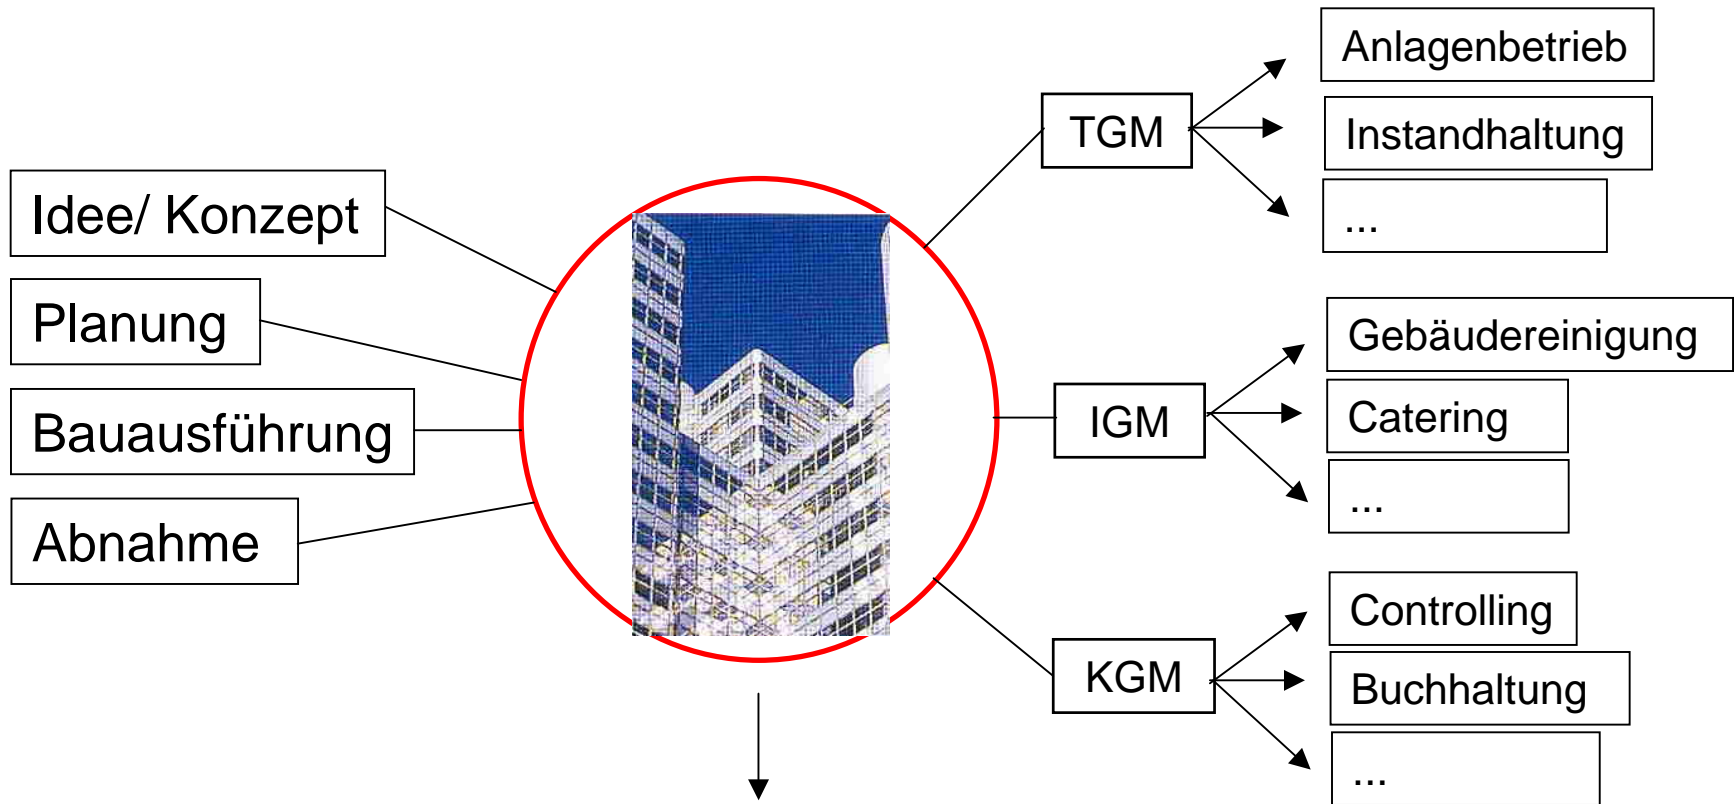 Idee/ Konzept
Planung
Bauausführung
Abnahme
TGM
Anlagenbetrieb
Instandhaltung
...
IGM
Gebäudereinigung
Catering
...
KGM
Controlling
Buchhaltung
...